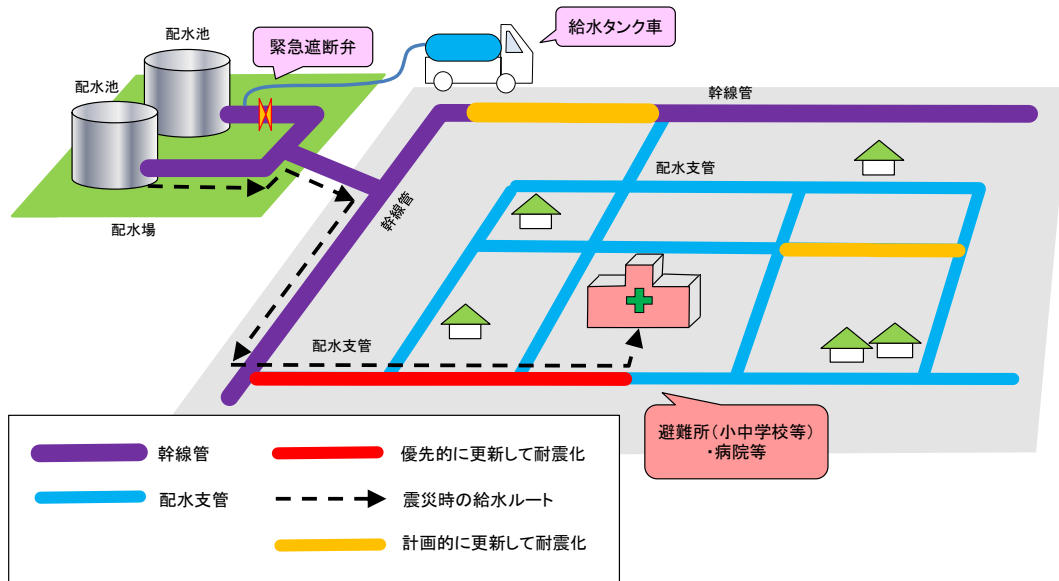 配水池
配水池
緊急遮断弁
給水タンク車
幹線管
配水支管
幹線管
配水場
配水支管
避難所（小中学校等）
・病院等
幹線管
優先的に更新して耐震化
配水支管
震災時の給水ルート
計画的に更新して耐震化